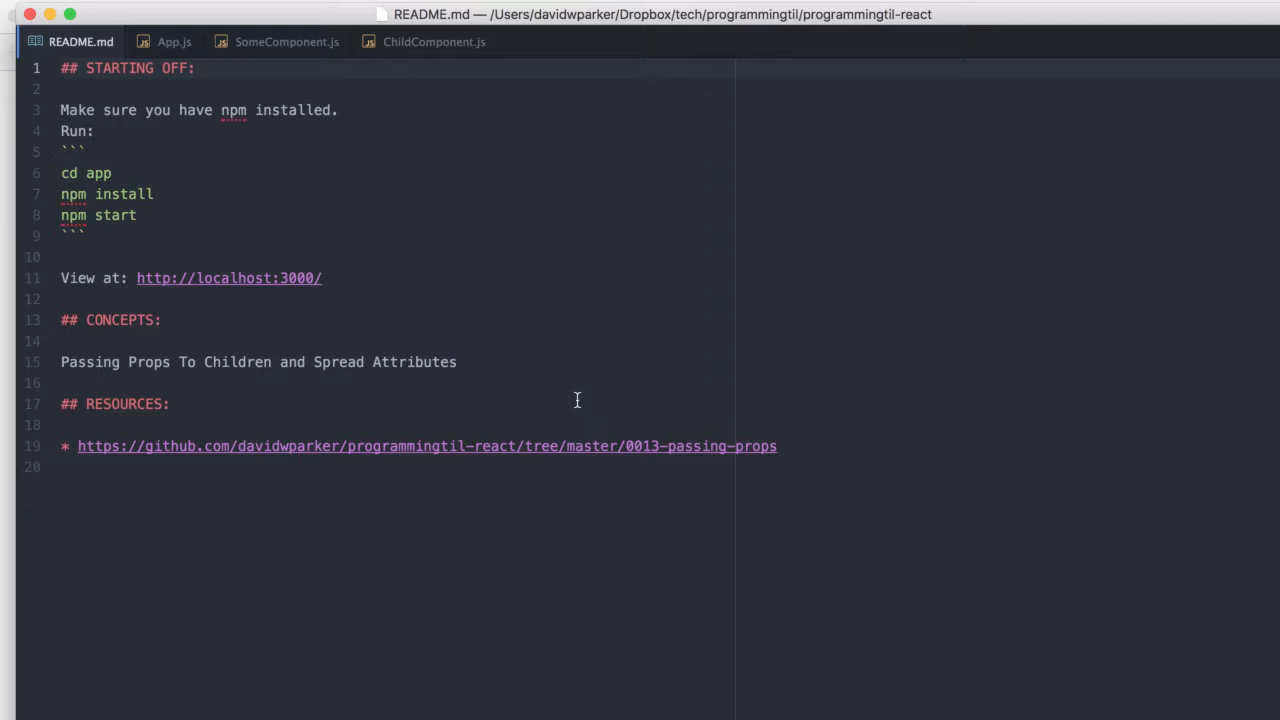 README.md — /Users/davidwparker/Dropbox/tech/programmingtil/programmingtil-react
README.md App.js SomeComponent.js ChildComponent.js
1 ## STARTING OFF:
2
3 Make sure you have npm installed.
4 Run:
5 ```
6 cd app
7 npm install
8 npm start
9 ```
10
11 View at: http://localhost:3000/
12
13 ## CONCEPTS:
14
15 Passing Props To Children and Spread Attributes
16
17 ## RESOURCES:
18
19 * https://github.com/davidwparker/programmingtil-react/tree/master/0013-passing-props
20